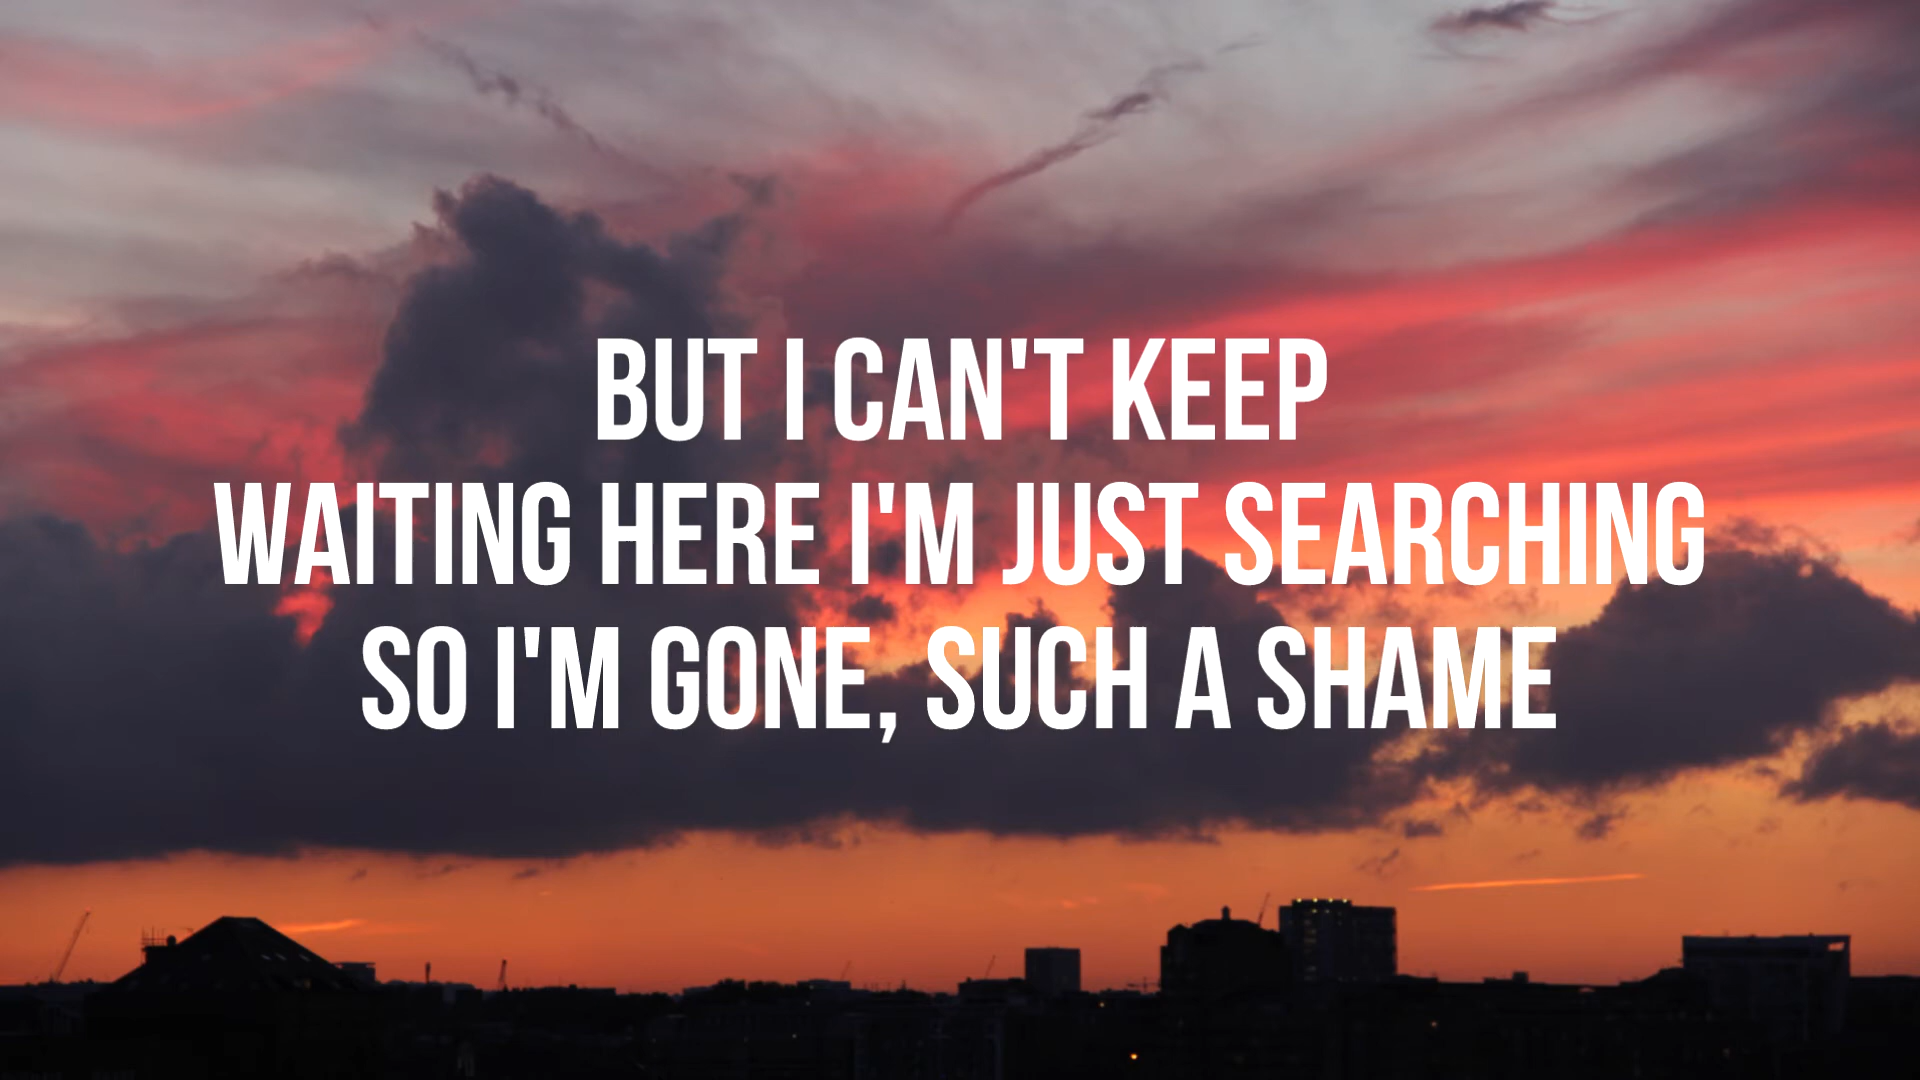 BUT I CAN'T KEEP
WAITING HERE I'M JUST SEARCHING
SO I'M GONE, SUCH A SHAME